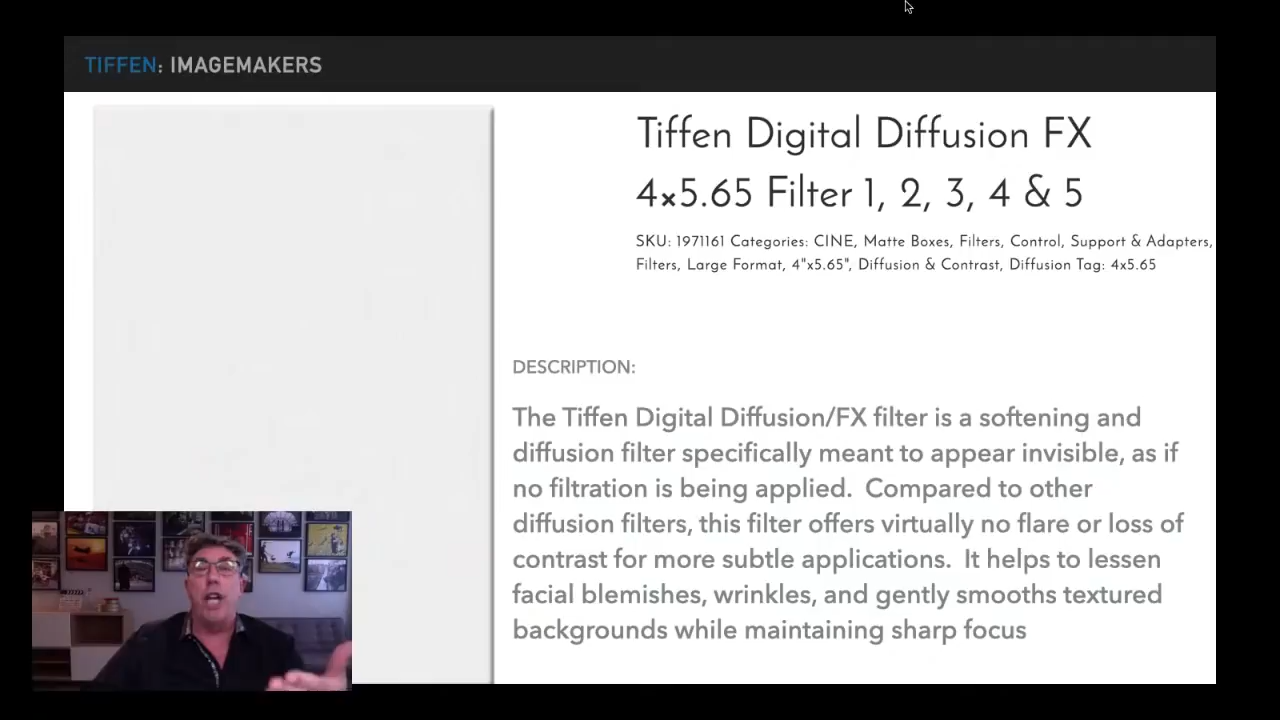 TIFFEN: IMAGEMAKERS
Tiffen Digital Diffusion FX
4×5.65 Filter 1, 2, 3, 4 & 5
SKU: 1971161 Categories: CINE, Matte Boxes, Filters, Control, Support & Adapters,
Filters, Large Format, 4"x5.65", Diffusion & Contrast, Diffusion Tag: 4x5.65
DESCRIPTION:
The Tiffen Digital Diffusion/FX filter is a softening and
diffusion filter specifically meant to appear invisible, as if
no filtration is being applied.  Compared to other
diffusion filters, this filter offers virtually no flare or loss of
contrast for more subtle applications.  It helps to lessen
facial blemishes, wrinkles, and gently smooths textured
backgrounds while maintaining sharp focus